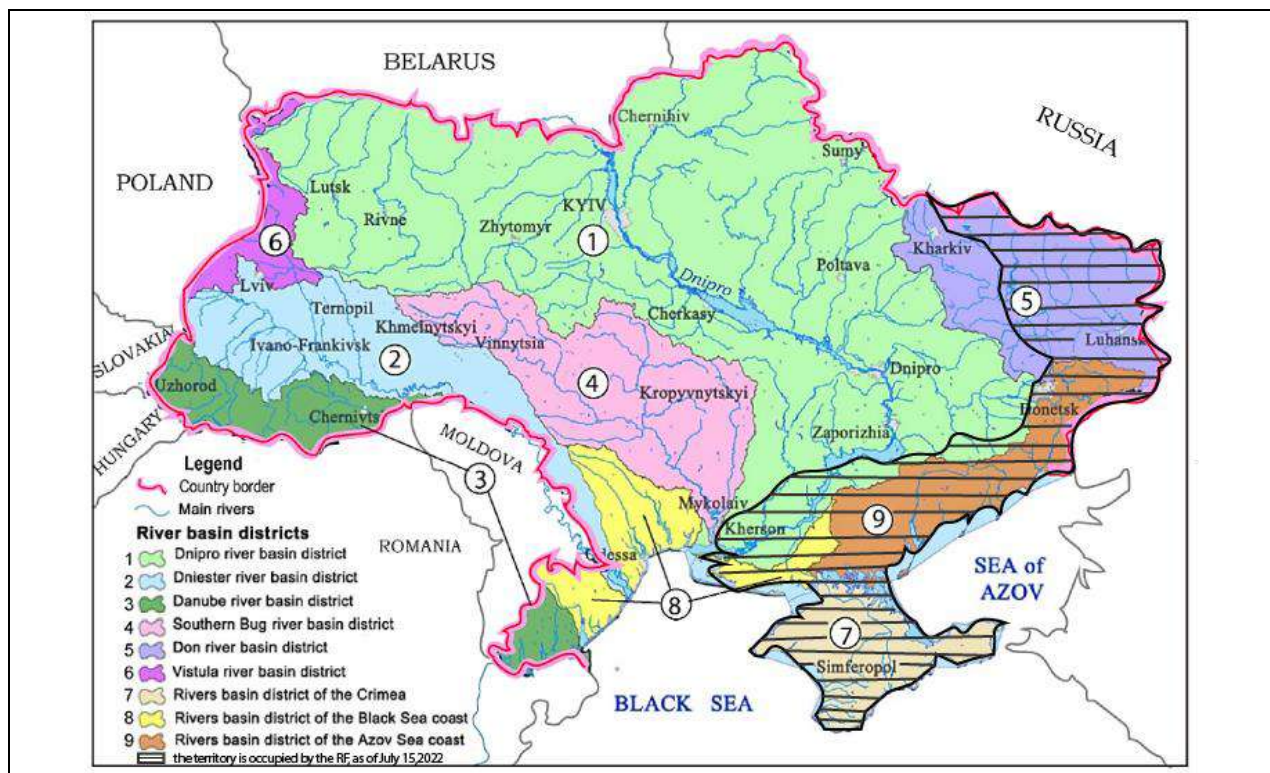 BELARUS
RUSSIA
POLAND
SLOVAKIA
HUNGARY
MOLDOVA
ROMANIA
SEA of
AZOV
BLACK SEA
Chernihiv
Sumy
Lutsk
Rivne
KYIV
Zhytomyr
Kharkiv
6
1
Dnipro
Poltava
Lviv
Ternopil
Cherkasy
5
Khmelnytskyi
Vinnytsia
Ivano-Frankivsk
2
Luhansk
Uzhorod
4
Kropyvnytskyi
Dnipro
Chernivts
Donetsk
Zaporizhia
3
Mykolaiv
Kherson
9
Odessa
8
7
Simferopol
Legend
Country border
Main rivers
River basin districts
1 Dnipro river basin district
2 Dniester river basin district
3 Danube river basin district
4 Southern Bug river basin district
5 Don river basin district
6 Vistula river basin district
7 Rivers basin district of the Crimea
8 Rivers basin district of the Black Sea coast
9 Rivers basin district of the Azov Sea coast
the territory is occupied by the RF, as of July 15,2022